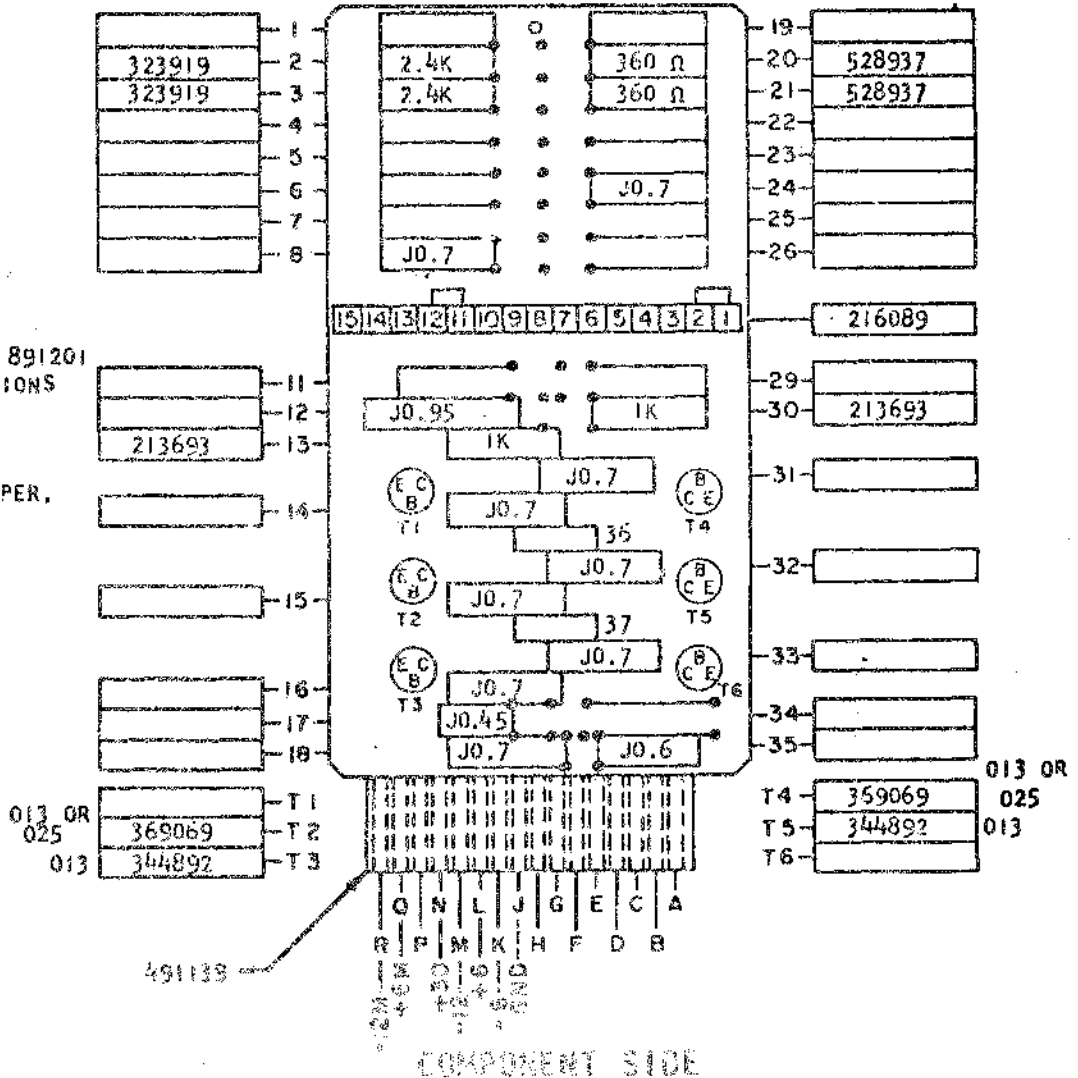 1 19
323919 2 2.4K 360 Ω 20 528937
323919 3 2.4K 360 Ω 21 528937
4 22
5 23
6 J0.7 24
7 25
8 J0.7 26
15 14 13 12 11 10 9 8 7 6 5 4 3 2 1 216089
891201
IONS
11 29
12 J0.95 1K 30 213693
213693 13 1K
J0.7 31
PER.
14 J0.7
E C B B C E
T1 T4
36
J0.7 32
E C B B C E
15 J0.7
T2 T5
37
J0.7 33
E C B B C E
16 J0.7
T3 T6
17 J0.45 34
18 J0.7 J0.6 35
013 OR 025
T1 T4 369069 013 OR 025
369069 T2 T5 344892 013
013 344892 T3 T6
Q N L J G E C A
R P M K H F D B
491139
+6M +6 GND
COMPONENT SIDE